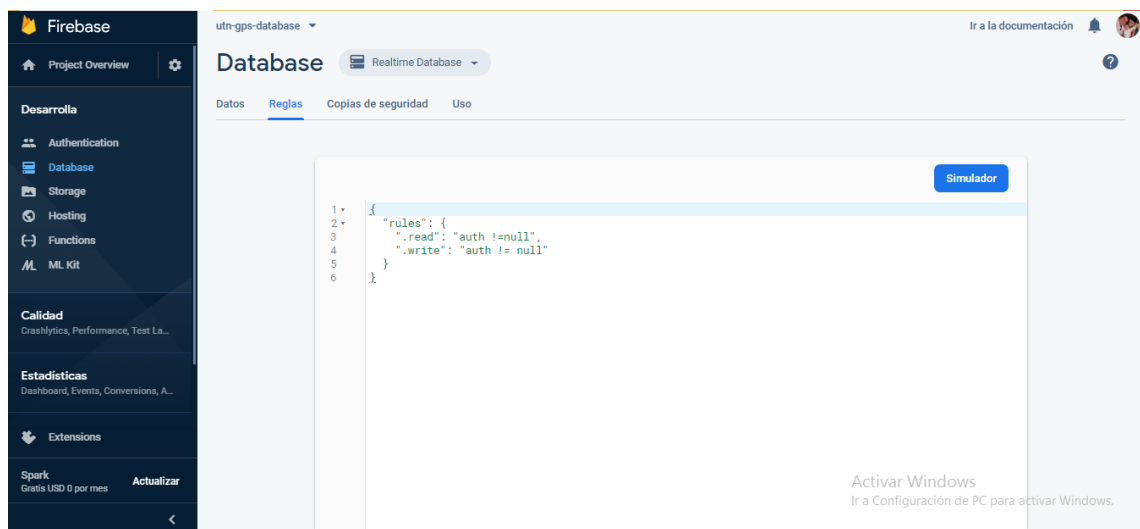 Firebase
utn-gps-database
Ir a la documentación
Project Overview
Database
Realtime Database
?
Desarrolla
Datos
Reglas
Copias de seguridad
Uso
Authentication
Database
Storage
Hosting
Functions
ML Kit
Simulador
1 {
2 "rules": {
3 ".read": "auth !=null",
4 ".write": "auth != null"
5 }
6 }
Calidad
Crashlytics, Performance, Test La...
Estadísticas
Dashboard, Events, Conversions, A...
Extensions
Spark
Gratis USD 0 por mes
Actualizar
Activar Windows
Ir a Configuración de PC para activar Windows.